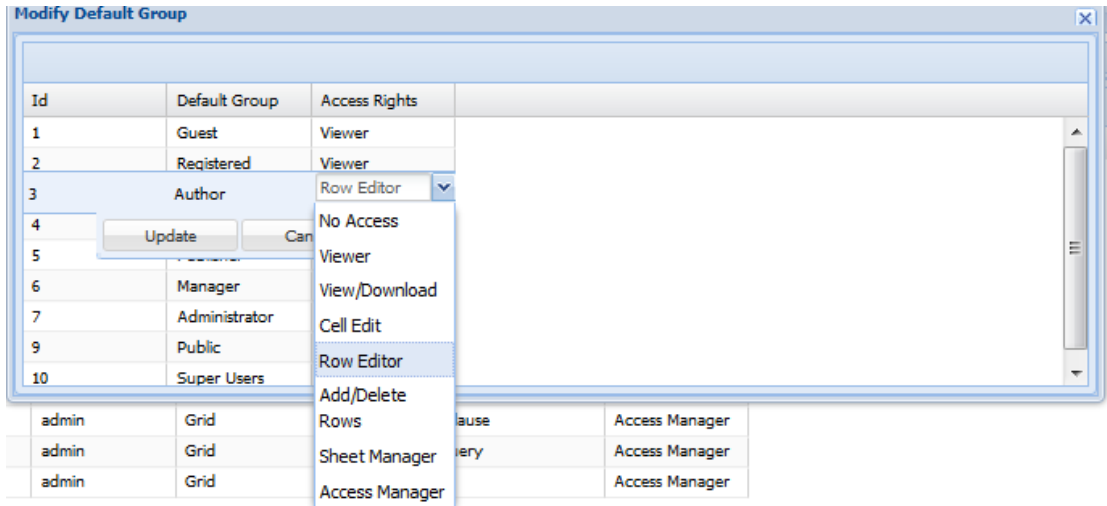 Modify Default Group
Id Default Group Access Rights
1 Guest Viewer
2 Registered Viewer
3 Author Row Editor
4
Update Can
5
6 Manager
7 Administrator
9 Public
10 Super Users
No Access
Viewer
View/Download
Cell Edit
Row Editor
Add/Delete
Rows
Sheet Manager
Access Manager
admin Grid lause Access Manager
admin Grid ery Access Manager
admin Grid Access Manager